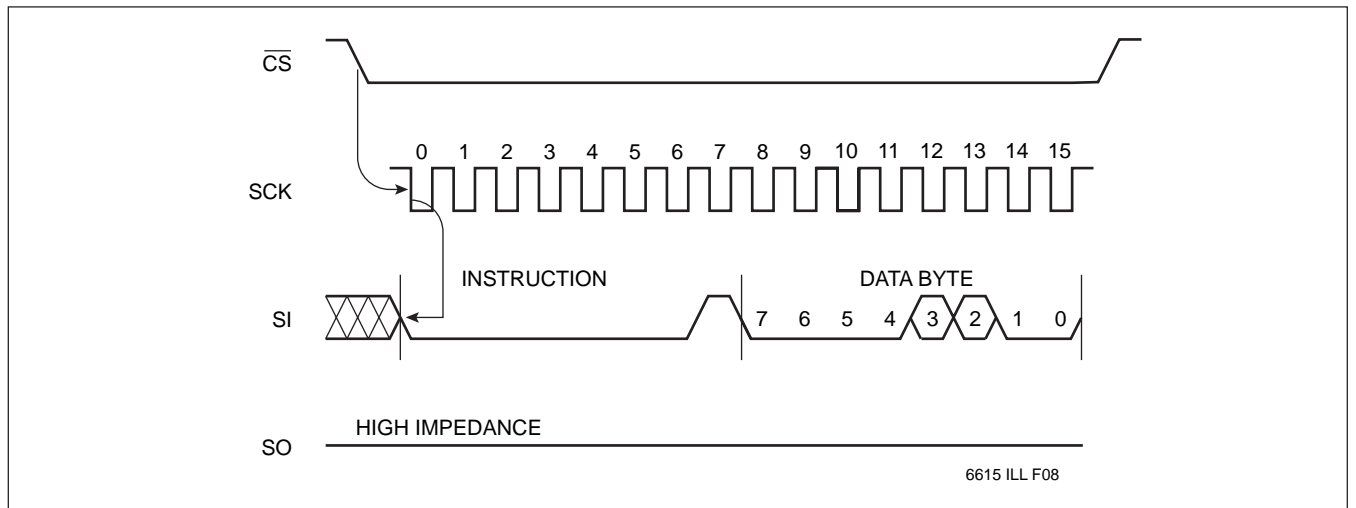 CS
0 1 2 3 4 5 6 7 8 9 10 11 12 13 14 15
SCK
INSTRUCTION DATA BYTE
SI 7 6 5 4 3 2 1 0
HIGH IMPEDANCE
SO
6615 ILL F08